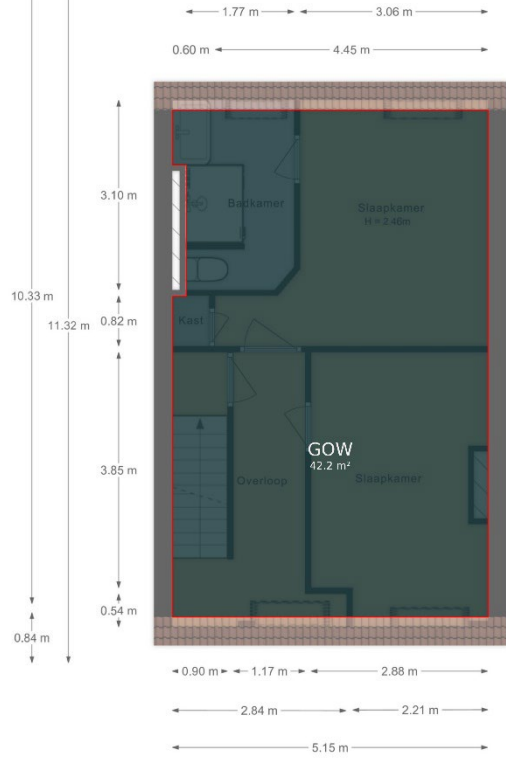 1.77 m
3.06 m
0.60 m
4.45 m
3.10 m
Badkamer
Slaapkamer
H = 2.46m
10.33 m
11.32 m
0.82 m
Kast
3.85 m
GOW
42.2 m²
Overloop
Slaapkamer
0.54 m
0.84 m
0.90 m
1.17 m
2.88 m
2.84 m
2.21 m
5.15 m